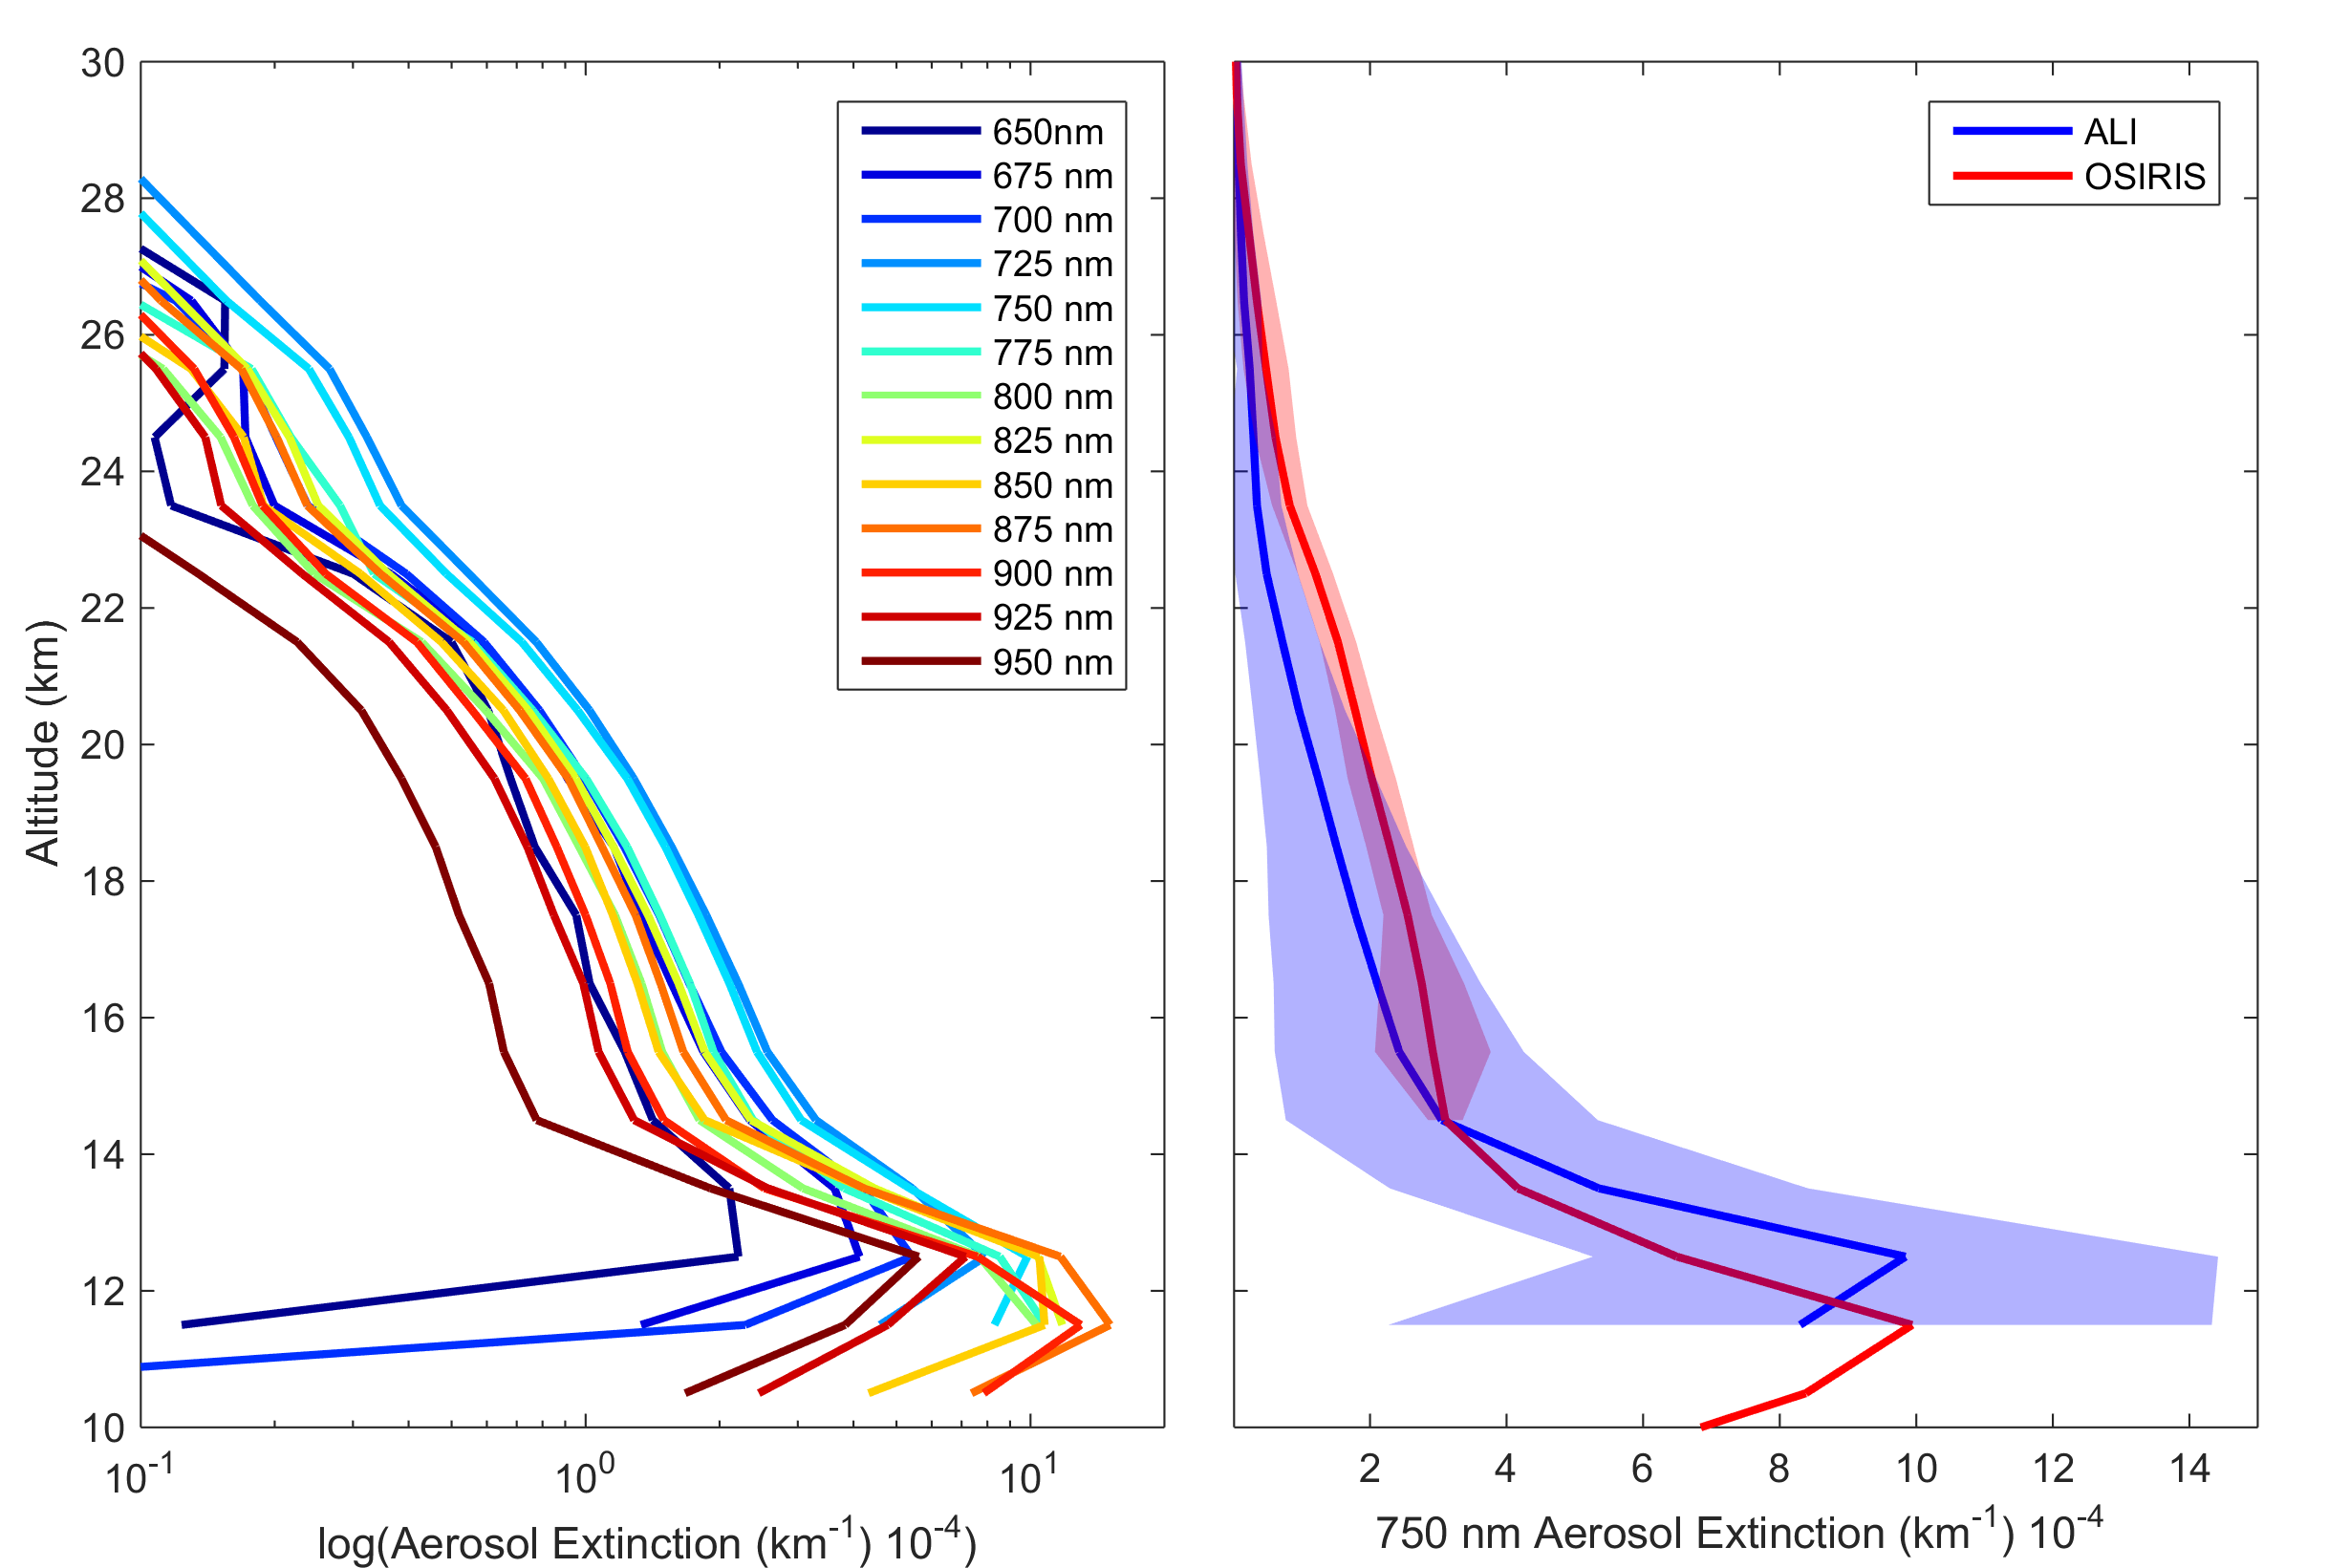 30
28
26
24
22
20
18
16
14
12
10
Altitude (km)
10-1
100
101
log(Aerosol Extinction (km-1) 10-4)
650nm
675 nm
700 nm
725 nm
750 nm
775 nm
800 nm
825 nm
850 nm
875 nm
900 nm
925 nm
950 nm
ALI
OSIRIS
2
4
6
8
10
12
14
750 nm Aerosol Extinction (km-1) 10-4